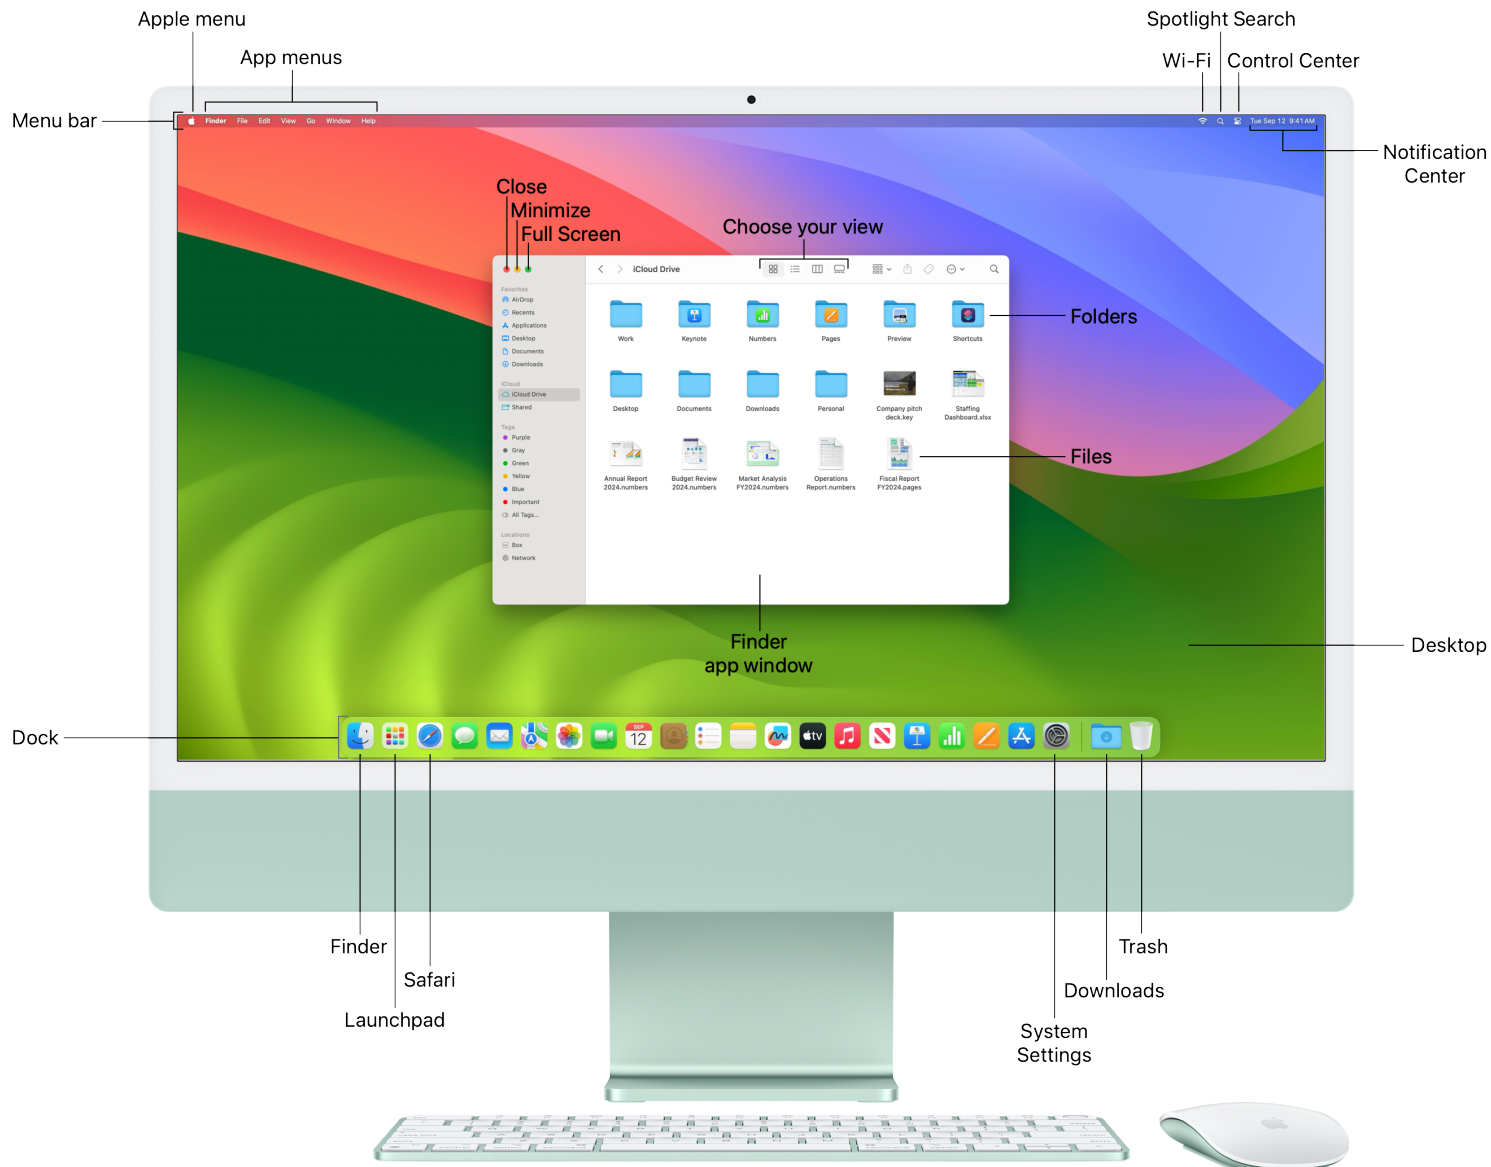 Apple menu
Spotlight Search
App menus
Wi-Fi
Control Center
Menu bar
Finder File Edit View Go Window Help
Tue Sep 12 9:41 AM
Notification
Center
Close
Minimize
Full Screen
Choose your view
iCloud Drive
Favorites
AirDrop
Recents
Applications
Desktop
Documents
Downloads
iCloud
iCloud Drive
Shared
Tags
Purple
Gray
Green
Yellow
Blue
Important
All Tags...
Locations
Box
Network
Work Keynote Numbers Pages Preview Shortcuts
Folders
Desktop Documents Downloads Personal Company pitch Staffing
deck.key Dashboard.xlsx
Files
Annual Report Budget Review Market Analysis Operations Fiscal Report
2024.numbers 2024.numbers FY2024.numbers Report.numbers FY2024.pages
Finder
app window
Desktop
Dock
SEP
12
tv
Finder
Trash
Safari
Downloads
Launchpad
System
Settings